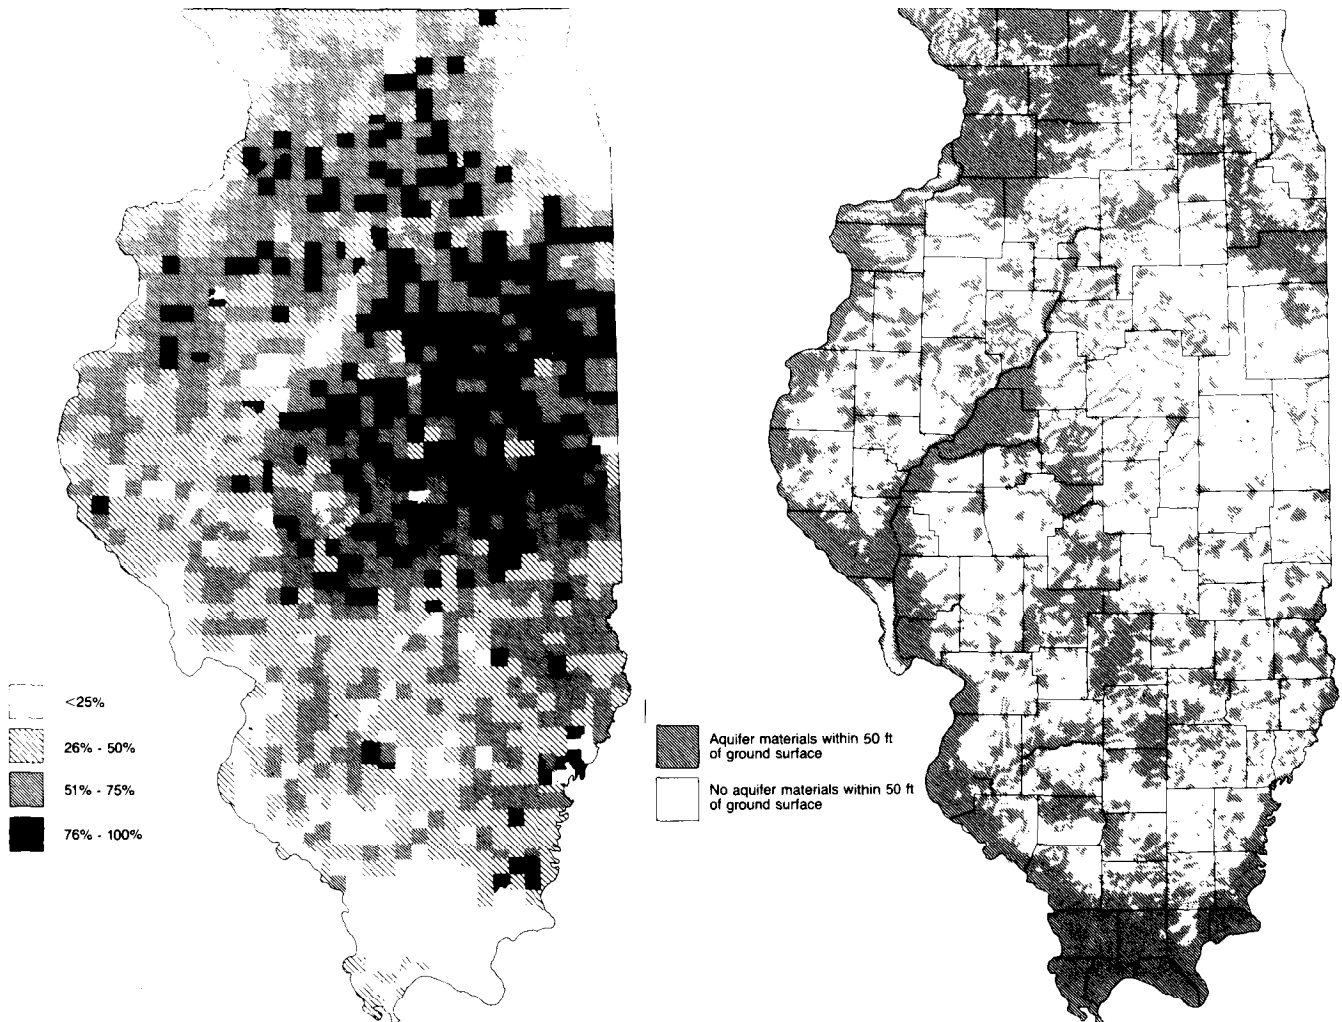 <25%
26% - 50%
51% - 75%
76% - 100%
Aquifer materials within 50 ft
of ground surface
No aquifer materials within 50 ft
of ground surface